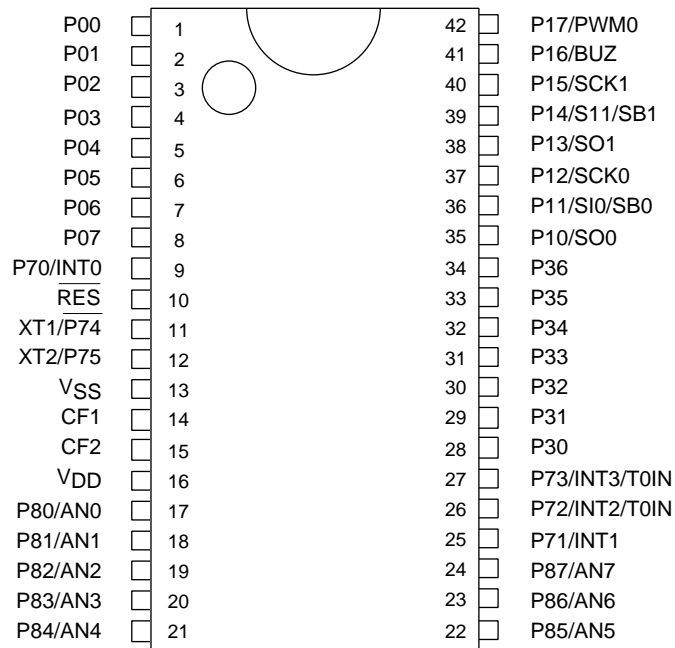 P00 1 42 P17/PWM0
P01 2 41 P16/BUZ
P02 3 40 P15/SCK1
P03 4 39 P14/S11/SB1
P04 5 38 P13/SO1
P05 6 37 P12/SCK0
P06 7 36 P11/SI0/SB0
P07 8 35 P10/SO0
P70/INT0 9 34 P36
R̅E̅S̅ 10 33 P35
XT1/P̅7̅4̅ 11 32 P34
XT2/P75 12 31 P33
VSS 13 30 P32
CF1 14 29 P31
CF2 15 28 P30
VDD 16 27 P73/INT3/T0IN
P80/AN0 17 26 P72/INT2/T0IN
P81/AN1 18 25 P71/INT1
P82/AN2 19 24 P87/AN7
P83/AN3 20 23 P86/AN6
P84/AN4 21 22 P85/AN5